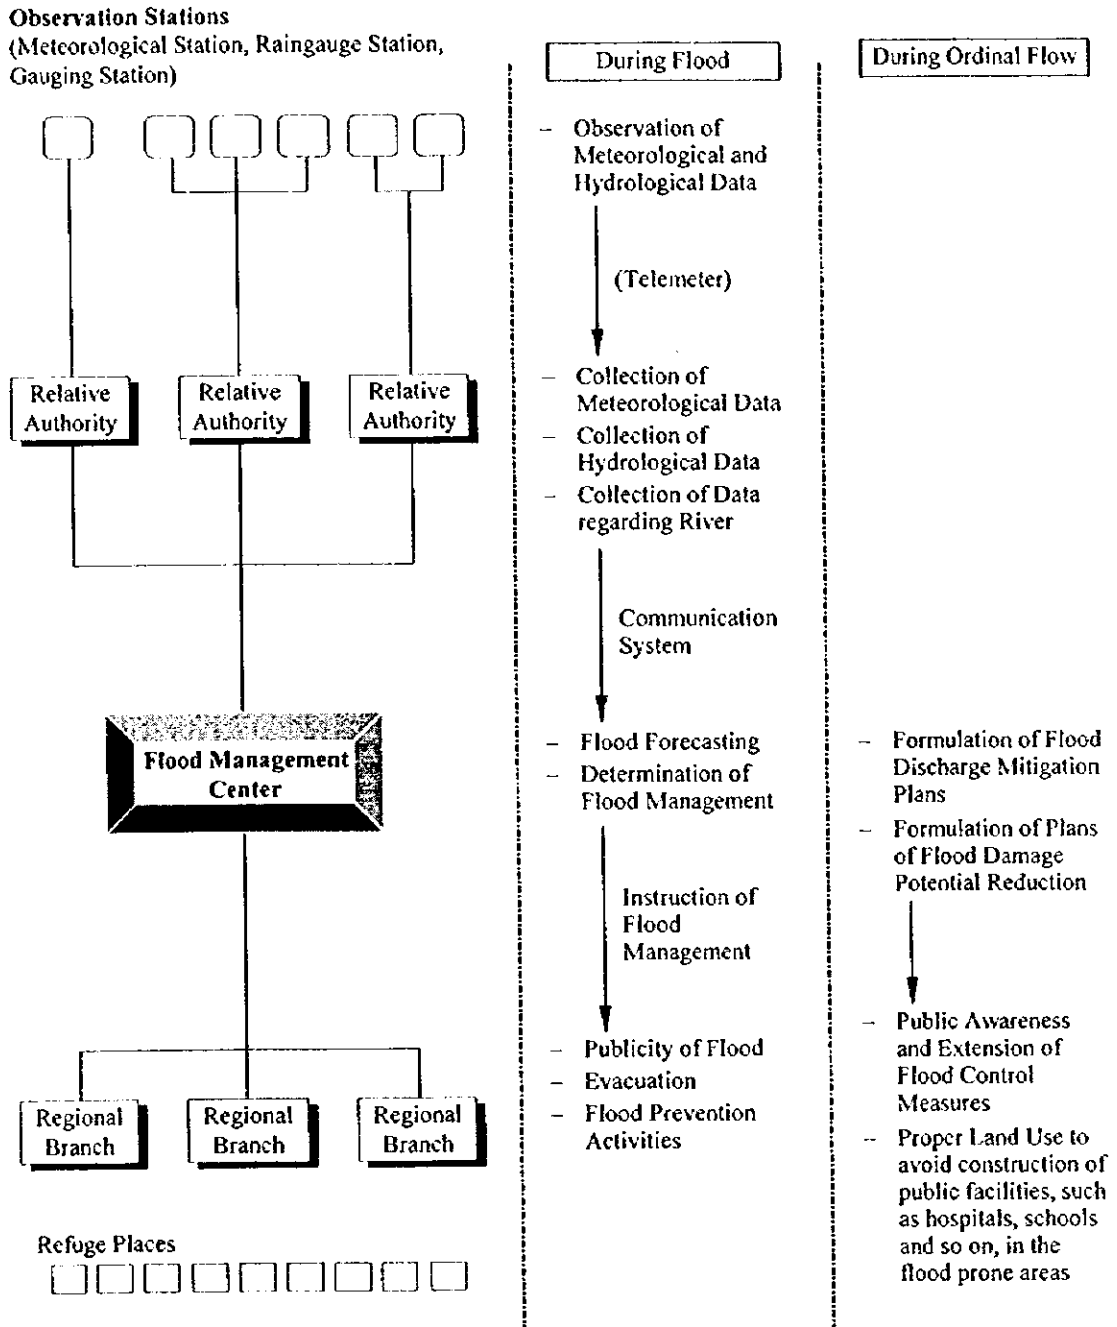 Observation Stations
(Meteorological Station, Raingauge Station,
Gauging Station)
Relative
Authority
Relative
Authority
Relative
Authority
Flood Management
Center
Regional
Branch
Regional
Branch
Regional
Branch
Refuge Places
During Flood
– Observation of
Meteorological and
Hydrological Data
(Telemeter)
– Collection of
Meteorological Data
– Collection of
Hydrological Data
– Collection of Data
regarding River
Communication
System
– Flood Forecasting
– Determination of
Flood Management
Instruction of
Flood
Management
– Publicity of Flood
– Evacuation
– Flood Prevention
Activities
During Ordinal Flow
– Formulation of Flood
Discharge Mitigation
Plans
– Formulation of Plans
of Flood Damage
Potential Reduction
– Public Awareness
and Extension of
Flood Control
Measures
– Proper Land Use to
avoid construction of
public facilities, such
as hospitals, schools
and so on, in the
flood prone areas